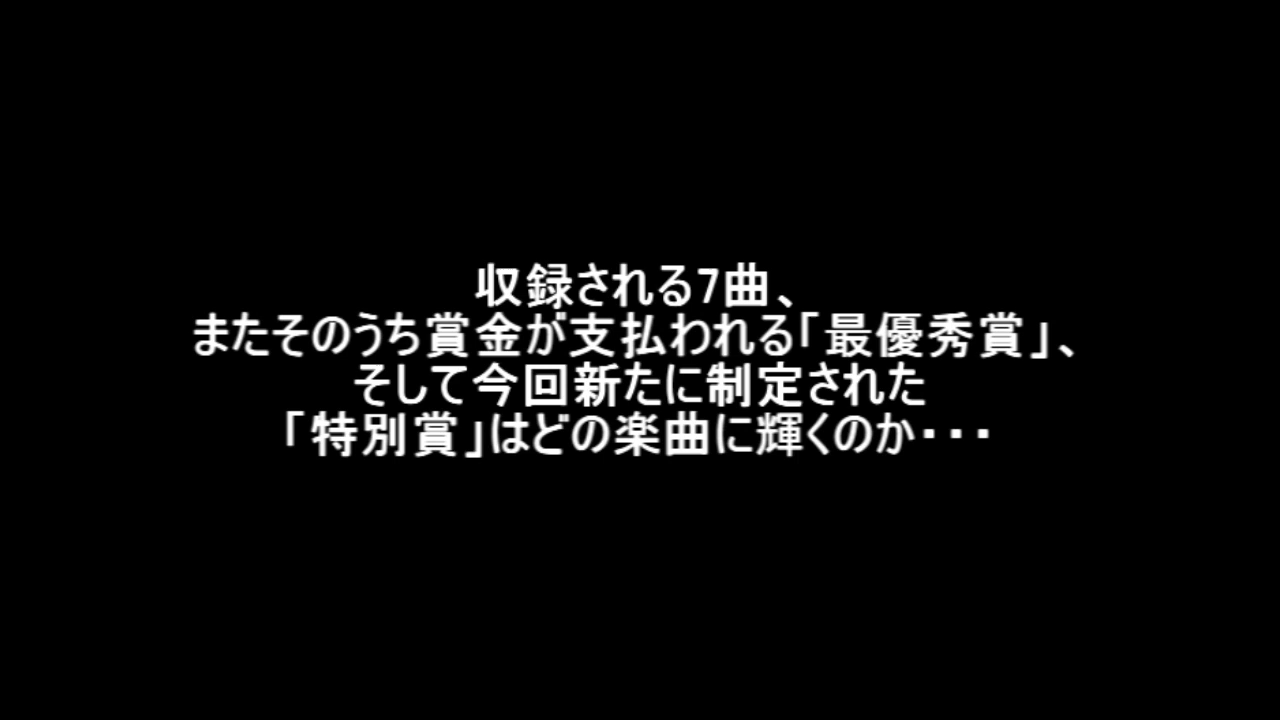 収録される7曲、
またそのうち賞金が支払われる「最優秀賞」、
そして今回新たに制定された
「特別賞」はどの楽曲に輝くのか・・・